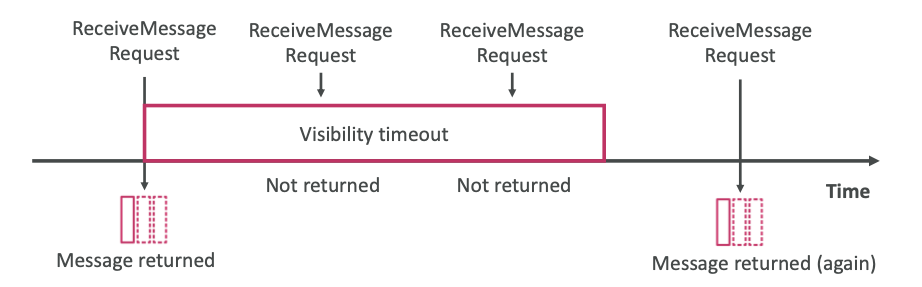 ReceiveMessage
Request
ReceiveMessage
Request
ReceiveMessage
Request
ReceiveMessage
Request
Visibility timeout
Not returned
Not returned
Time
Message returned
Message returned (again)